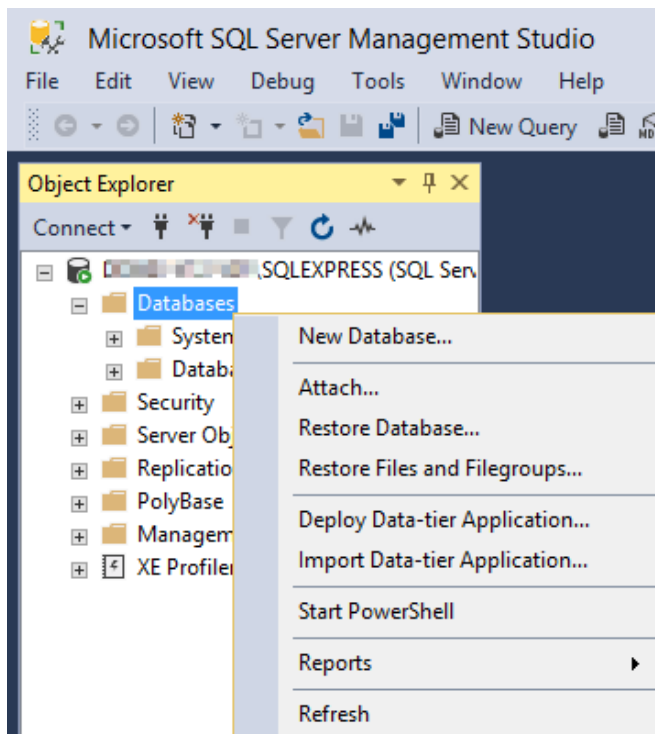 Microsoft SQL Server Management Studio
File Edit View Debug Tools Window Help
New Query
Object Explorer
Connect
\SQLEXPRESS (SQL Serv
Databases
System
Databa
Security
Server Obj
Replicatio
PolyBase
Managem
XE Profiler
New Database...
Attach...
Restore Database...
Restore Files and Filegroups...
Deploy Data-tier Application...
Import Data-tier Application...
Start PowerShell
Reports
Refresh